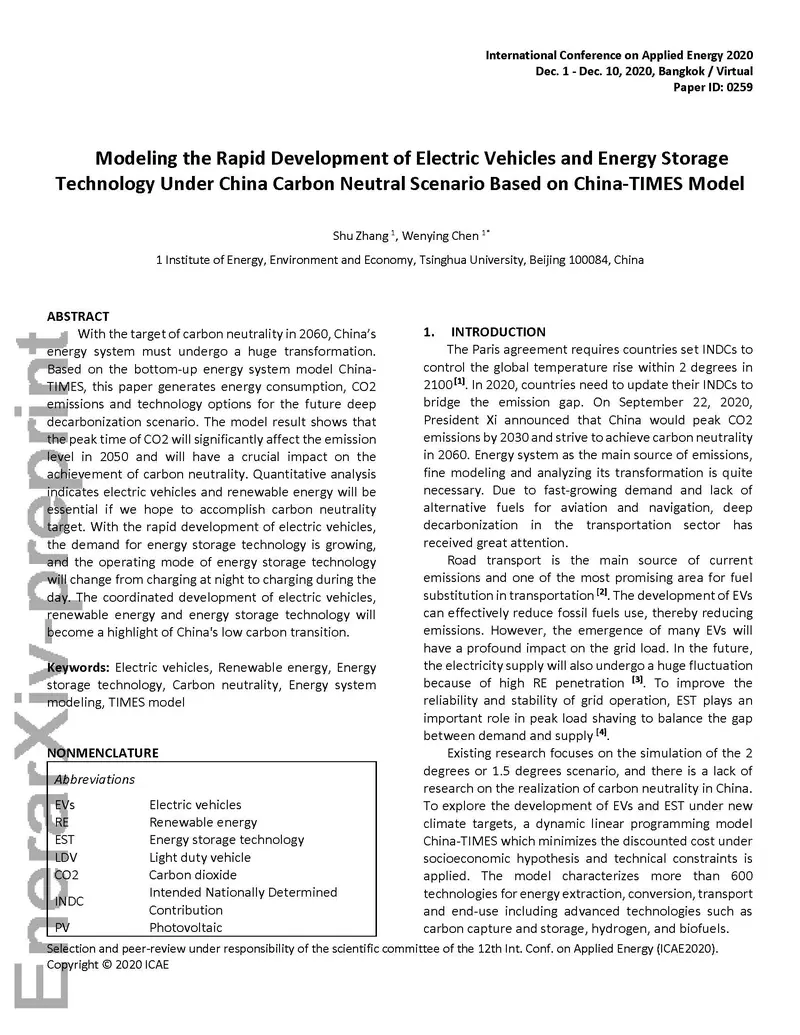 International Conference on Applied Energy 2020
Dec. 1 - Dec. 10, 2020, Bangkok / Virtual
Paper ID: 0259
Modeling the Rapid Development of Electric Vehicles and Energy Storage
Technology Under China Carbon Neutral Scenario Based on China-TIMES Model
Shu Zhang 1, Wenying Chen 1*
1 Institute of Energy, Environment and Economy, Tsinghua University, Beijing 100084, China
ABSTRACT
With the target of carbon neutrality in 2060, China's
energy system must undergo a huge transformation.
Based on the bottom-up energy system model China-
TIMES, this paper generates energy consumption, CO2
emissions and technology options for the future deep
decarbonization scenario. The model result shows that
the peak time of CO2 will significantly affect the emission
level in 2050 and will have a crucial impact on the
achievement of carbon neutrality. Quantitative analysis
indicates electric vehicles and renewable energy will be
essential if we hope to accomplish carbon neutrality
target. With the rapid development of electric vehicles,
the demand for energy storage technology is growing,
and the operating mode of energy storage technology
will change from charging at night to charging during the
day. The coordinated development of electric vehicles,
renewable energy and energy storage technology will
become a highlight of China's low carbon transition.
Keywords: Electric vehicles, Renewable energy, Energy
storage technology, Carbon neutrality, Energy system
modeling, TIMES model
NONMENCLATURE
Abbreviations
EVs Electric vehicles
RE Renewable energy
EST Energy storage technology
LDV Light duty vehicle
CO2 Carbon dioxide
INDC Intended Nationally Determined
Contribution
PV Photovoltaic
1. INTRODUCTION
The Paris agreement requires countries set INDCs to
control the global temperature rise within 2 degrees in
2100[1]. In 2020, countries need to update their INDCs to
bridge the emission gap. On September 22, 2020,
President Xi announced that China would peak CO2
emissions by 2030 and strive to achieve carbon neutrality
in 2060. Energy system as the main source of emissions,
fine modeling and analyzing its transformation is quite
necessary. Due to fast-growing demand and lack of
alternative fuels for aviation and navigation, deep
decarbonization in the transportation sector has
received great attention.
Road transport is the main source of current
emissions and one of the most promising area for fuel
substitution in transportation [2]. The development of EVs
can effectively reduce fossil fuels use, thereby reducing
emissions. However, the emergence of many EVs will
have a profound impact on the grid load. In the future,
the electricity supply will also undergo a huge fluctuation
because of high RE penetration [3]. To improve the
reliability and stability of grid operation, EST plays an
important role in peak load shaving to balance the gap
between demand and supply [4].
Existing research focuses on the simulation of the 2
degrees or 1.5 degrees scenario, and there is a lack of
research on the realization of carbon neutrality in China.
To explore the development of EVs and EST under new
climate targets, a dynamic linear programming model
China-TIMES which minimizes the discounted cost under
socioeconomic hypothesis and technical constraints is
applied. The model characterizes more than 600
technologies for energy extraction, conversion, transport
and end-use including advanced technologies such as
carbon capture and storage, hydrogen, and biofuels.
Selection and peer-review under responsibility of the scientific committee of the 12th Int. Conf. on Applied Energy (ICAE2020).
Copyright © 2020 ICAE
EnerarXiv-preprint